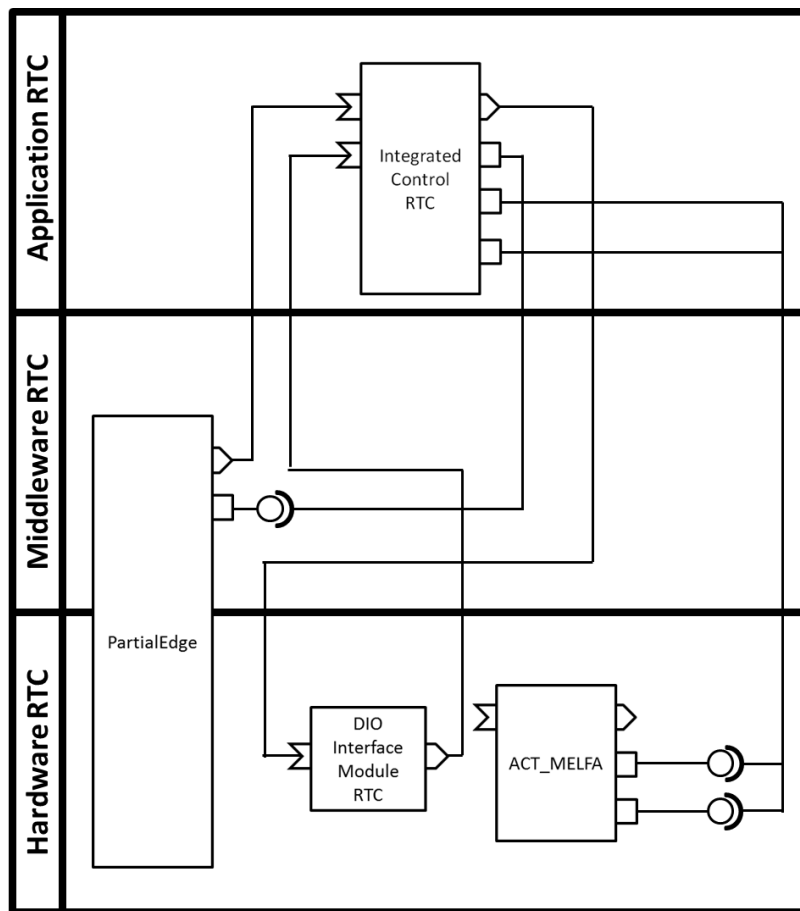 Application RTC
Integrated
Control
RTC
Middleware RTC
Hardware RTC
PartialEdge
DIO
Interface
Module
RTC
ACT_MELFA